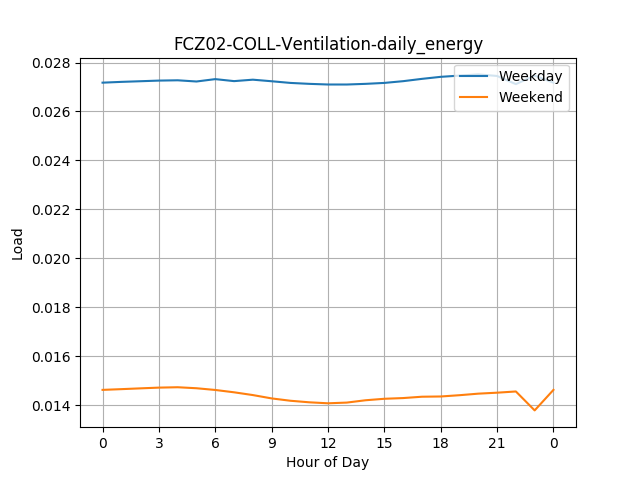 FCZ02-COLL-Ventilation-daily_energy
0.028
0.026
0.024
0.022
0.020
0.018
0.016
0.014
Load
Weekday
Weekend
0 3 6 9 12 15 18 21 0
Hour of Day